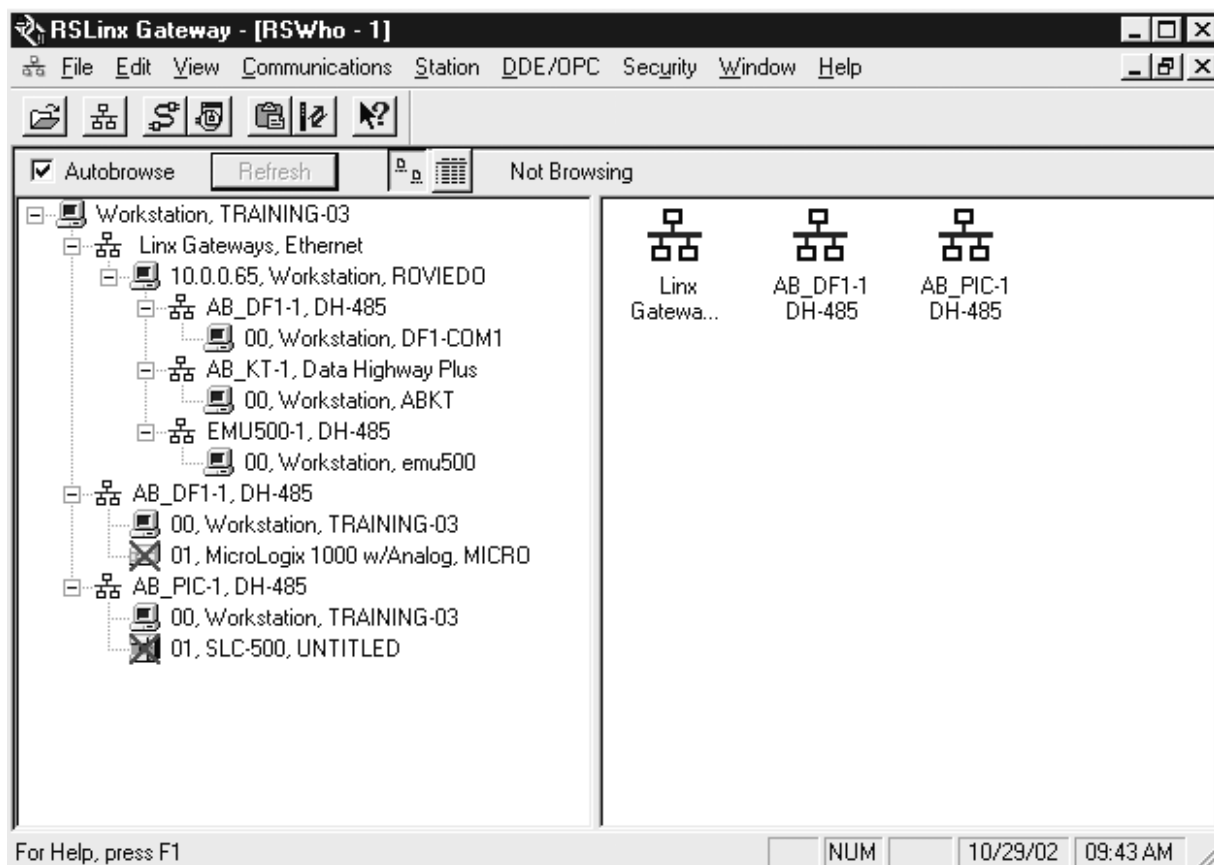 RSLinx Gateway - [RSWho - 1]
File Edit View Communications Station DDE/OPC Security Window Help
Autobrowse Refresh Not Browsing
Workstation, TRAINING-03
Linx Gateways, Ethernet
10.0.0.65, Workstation, ROVIEDO
AB_DF1-1, DH-485
00, Workstation, DF1-COM1
AB_KT-1, Data Highway Plus
00, Workstation, ABKT
EMU500-1, DH-485
00, Workstation, emu500
AB_DF1-1, DH-485
00, Workstation, TRAINING-03
01, MicroLogix 1000 w/Analog, MICRO
AB_PIC-1, DH-485
00, Workstation, TRAINING-03
01, SLC-500, UNTITLED
Linx
Gatewa...
AB_DF1-1
DH-485
AB_PIC-1
DH-485
For Help, press F1 NUM 10/29/02 09:43 AM